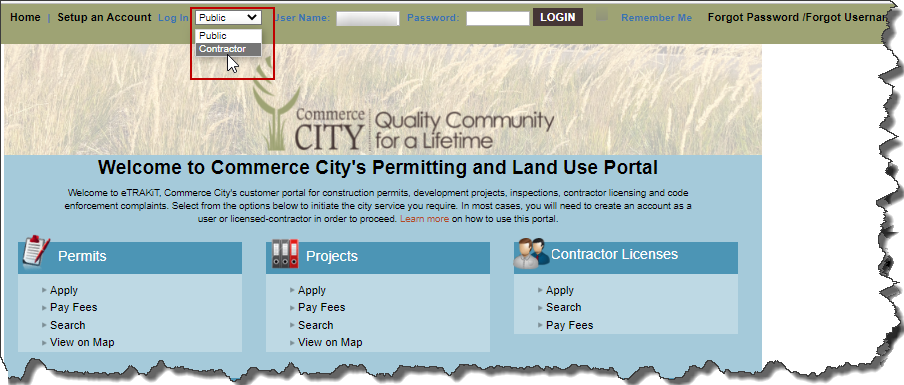 Home | Setup an Account Log In Public User Name: Password: LOGIN Remember Me Forgot Password /Forgot Usernam
Public
Contractor
Commerce CITY Quality Community for a Lifetime
Welcome to Commerce City's Permitting and Land Use Portal
Welcome to eTRAKiT, Commerce City's customer portal for construction permits, development projects, inspections, contractor licensing and code
enforcement complaints. Select from the options below to initiate the city service you require. In most cases, you will need to create an account as a
user or licensed-contractor in order to proceed. Learn more on how to use this portal.
Permits
Apply
Pay Fees
Search
View on Map
Projects
Apply
Pay Fees
Search
View on Map
Contractor Licenses
Apply
Search
Pay Fees